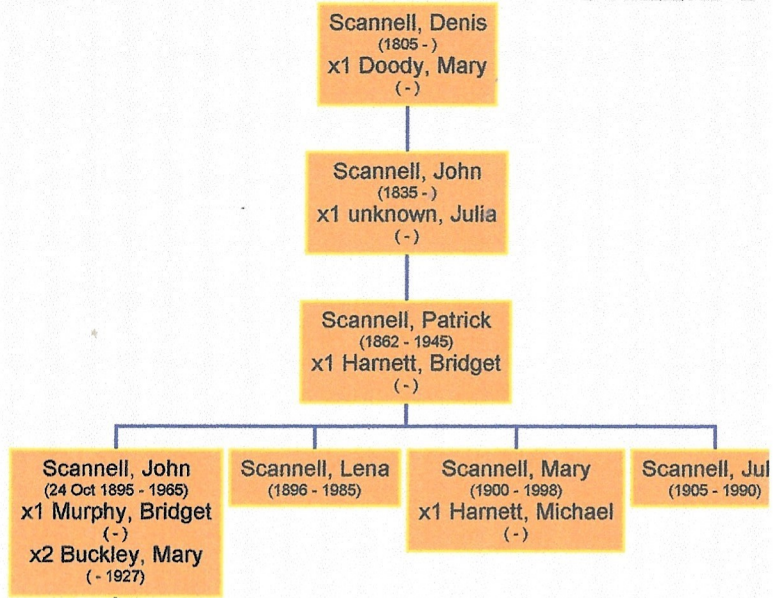 Scannell, Denis
(1805 - )
x1 Doody, Mary
( - )
Scannell, John
(1835 - )
x1 unknown, Julia
( - )
Scannell, Patrick
(1862 - 1945)
x1 Harnett, Bridget
( - )
Scannell, John
(24 Oct 1895 - 1965)
x1 Murphy, Bridget
( - )
x2 Buckley, Mary
( - 1927)
Scannell, Lena
(1896 - 1985)
Scannell, Mary
(1900 - 1998)
x1 Harnett, Michael
( - )
Scannell, Jul
(1905 - 1990)